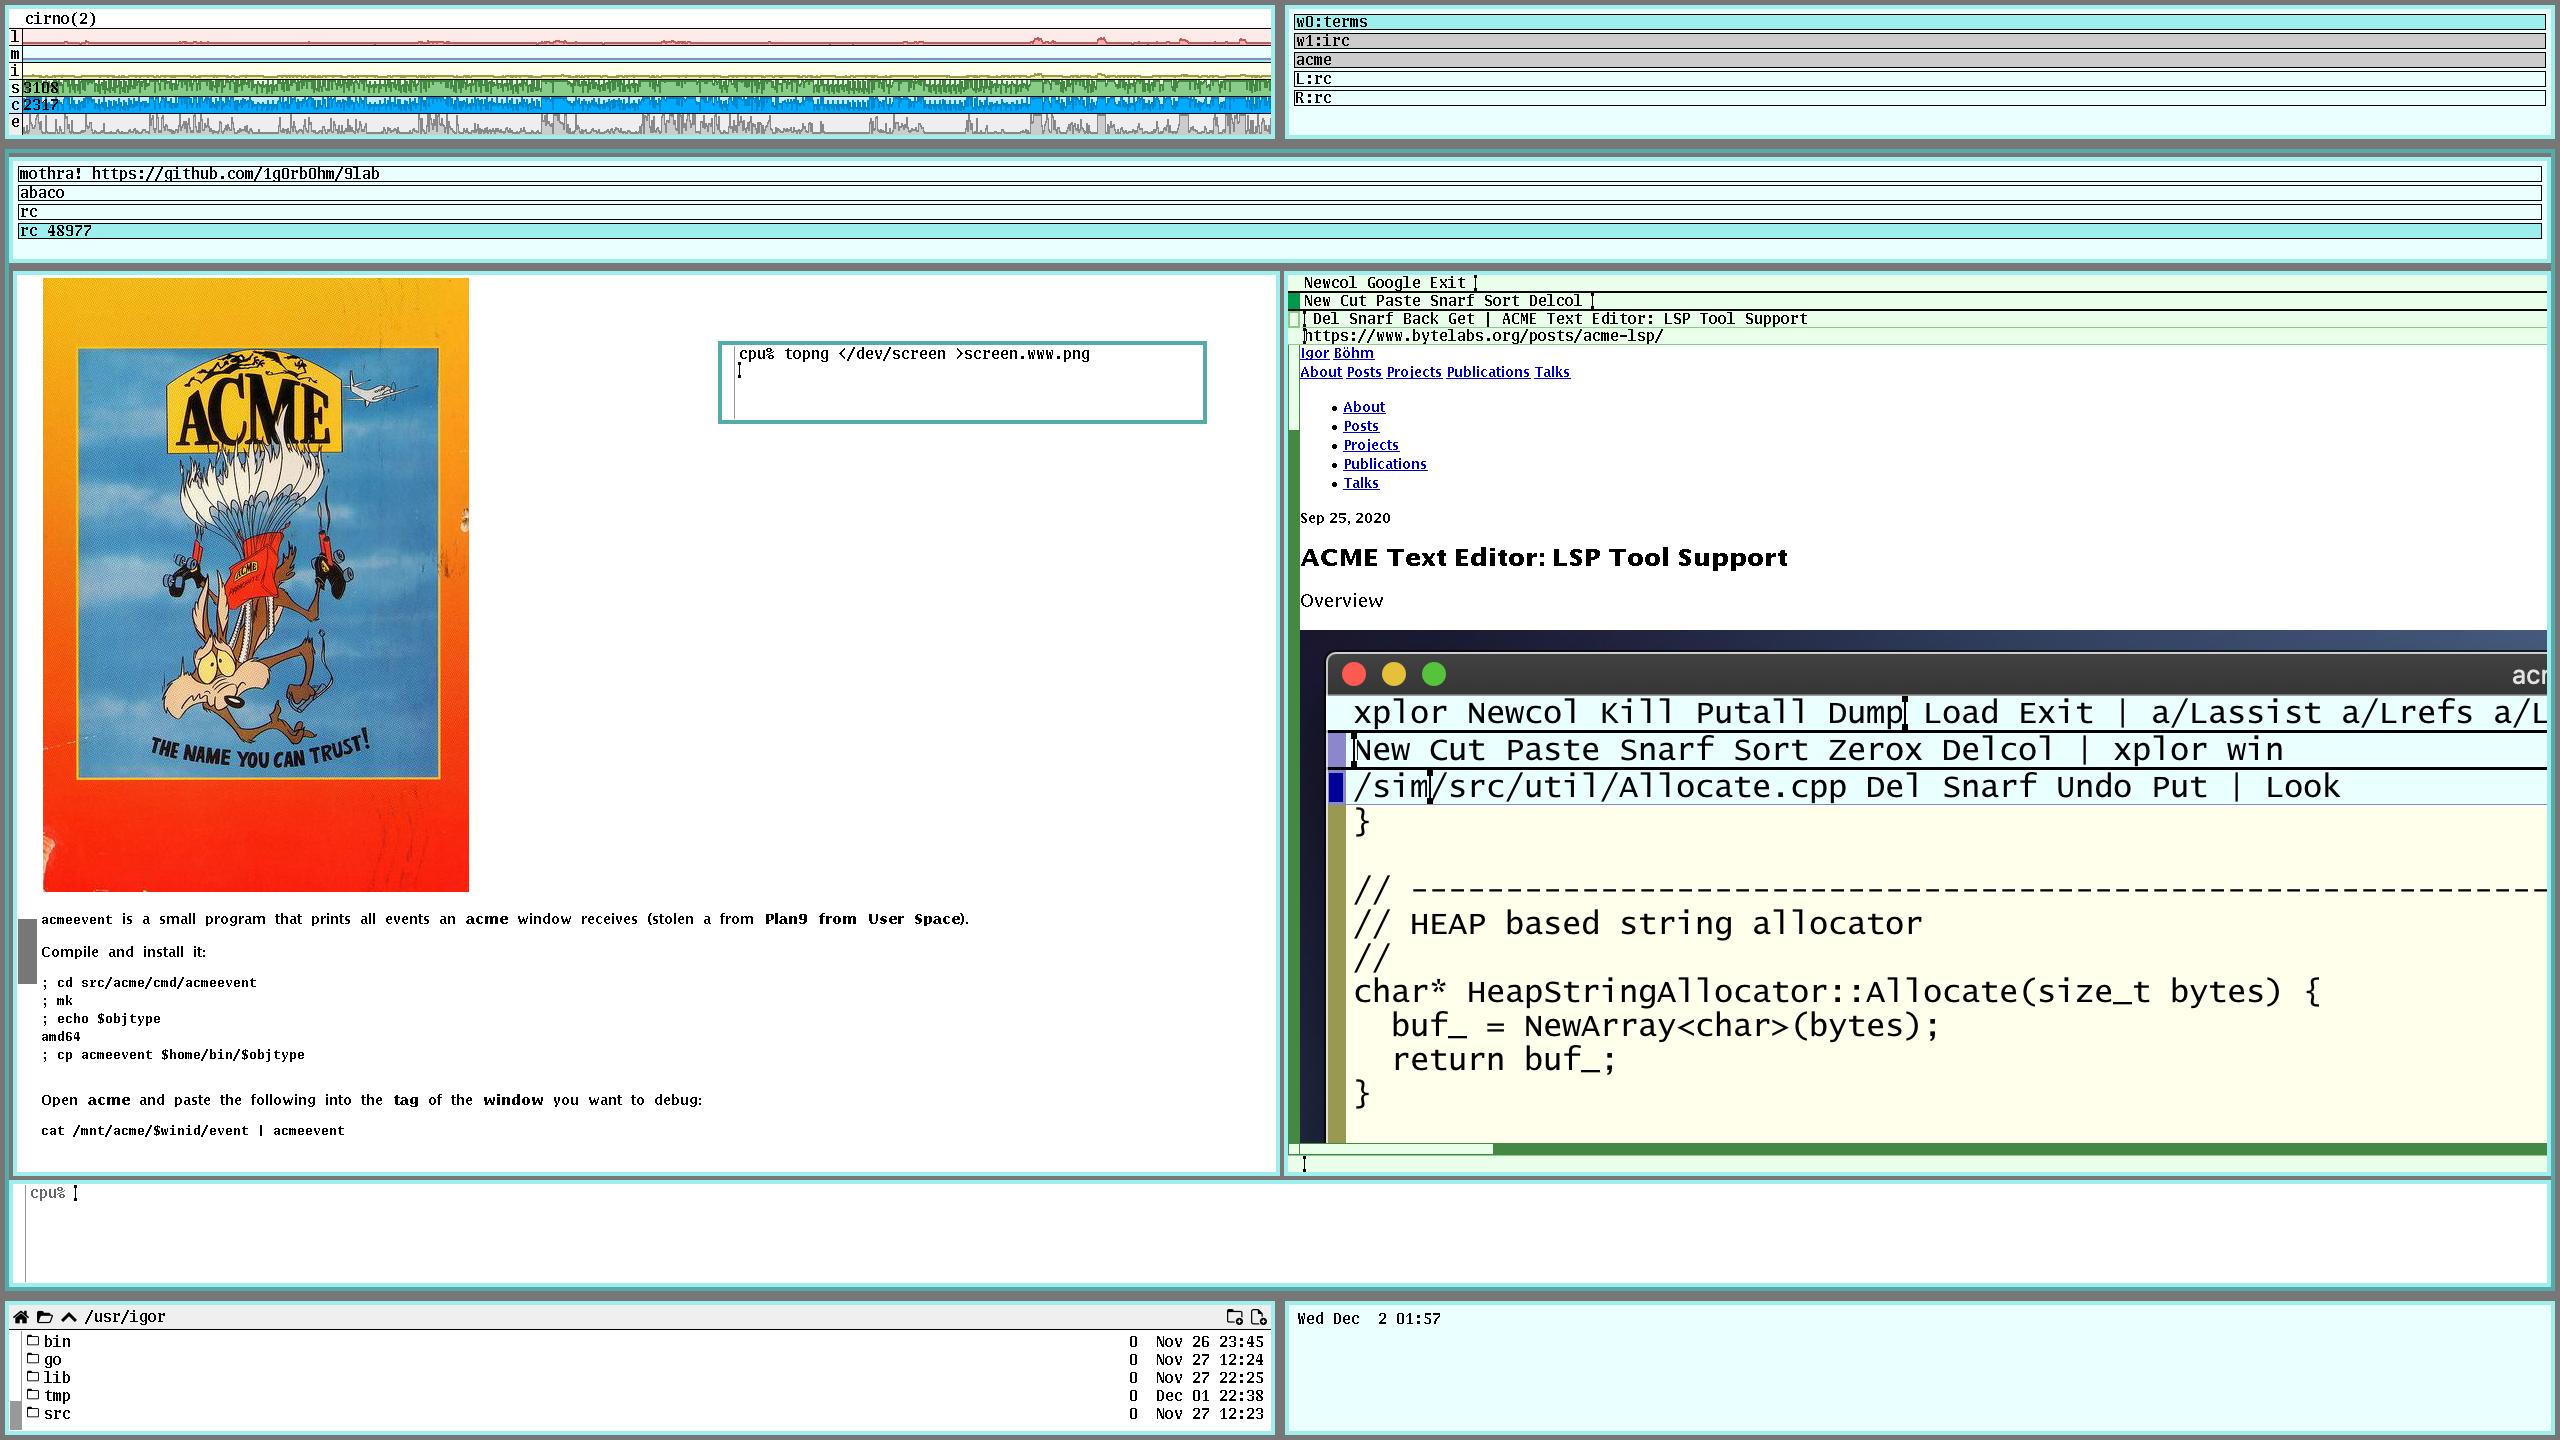 cirno(2)
l
m
i
s 3108
c 2317
e
w0:terms
w1:irc
acme
L:rc
R:rc
mothra! https://github.com/1g0rb0hm/9lab
abaco
rc
rc 48977
ACME
ACME
THE NAME YOU CAN TRUST!
cpu% topng </dev/screen >screen.www.png
acmeevent is a small program that prints all events an acme window receives (stolen a from Plan9 from User Space).
Compile and install it:
; cd src/acme/cmd/acmeevent
; mk
; echo $objtype
amd64
; cp acmeevent $home/bin/$objtype
Open acme and paste the following into the tag of the window you want to debug:
cat /mnt/acme/$winid/event | acmeevent
Newcol Google Exit
New Cut Paste Snarf Sort Delcol
Del Snarf Back Get | ACME Text Editor: LSP Tool Support
https://www.bytelabs.org/posts/acme-lsp/
Igor Böhm
About Posts Projects Publications Talks
About
Posts
Projects
Publications
Talks
Sep 25, 2020
ACME Text Editor: LSP Tool Support
Overview
acr
xplor Newcol Kill Putall Dump Load Exit | a/Lassist a/Lrefs a/L
New Cut Paste Snarf Sort Zerox Delcol | xplor win
/sim/src/util/Allocate.cpp Del Snarf Undo Put | Look
}
// ------------------------------------------------------------
// HEAP based string allocator
//
char* HeapStringAllocator::Allocate(size_t bytes) {
buf_ = NewArray<char>(bytes);
return buf_;
}
cpu%
/usr/igor
bin 0 Nov 26 23:45
go 0 Nov 27 12:24
lib 0 Nov 27 22:25
tmp 0 Dec 01 22:38
src 0 Nov 27 12:23
Wed Dec 2 01:57